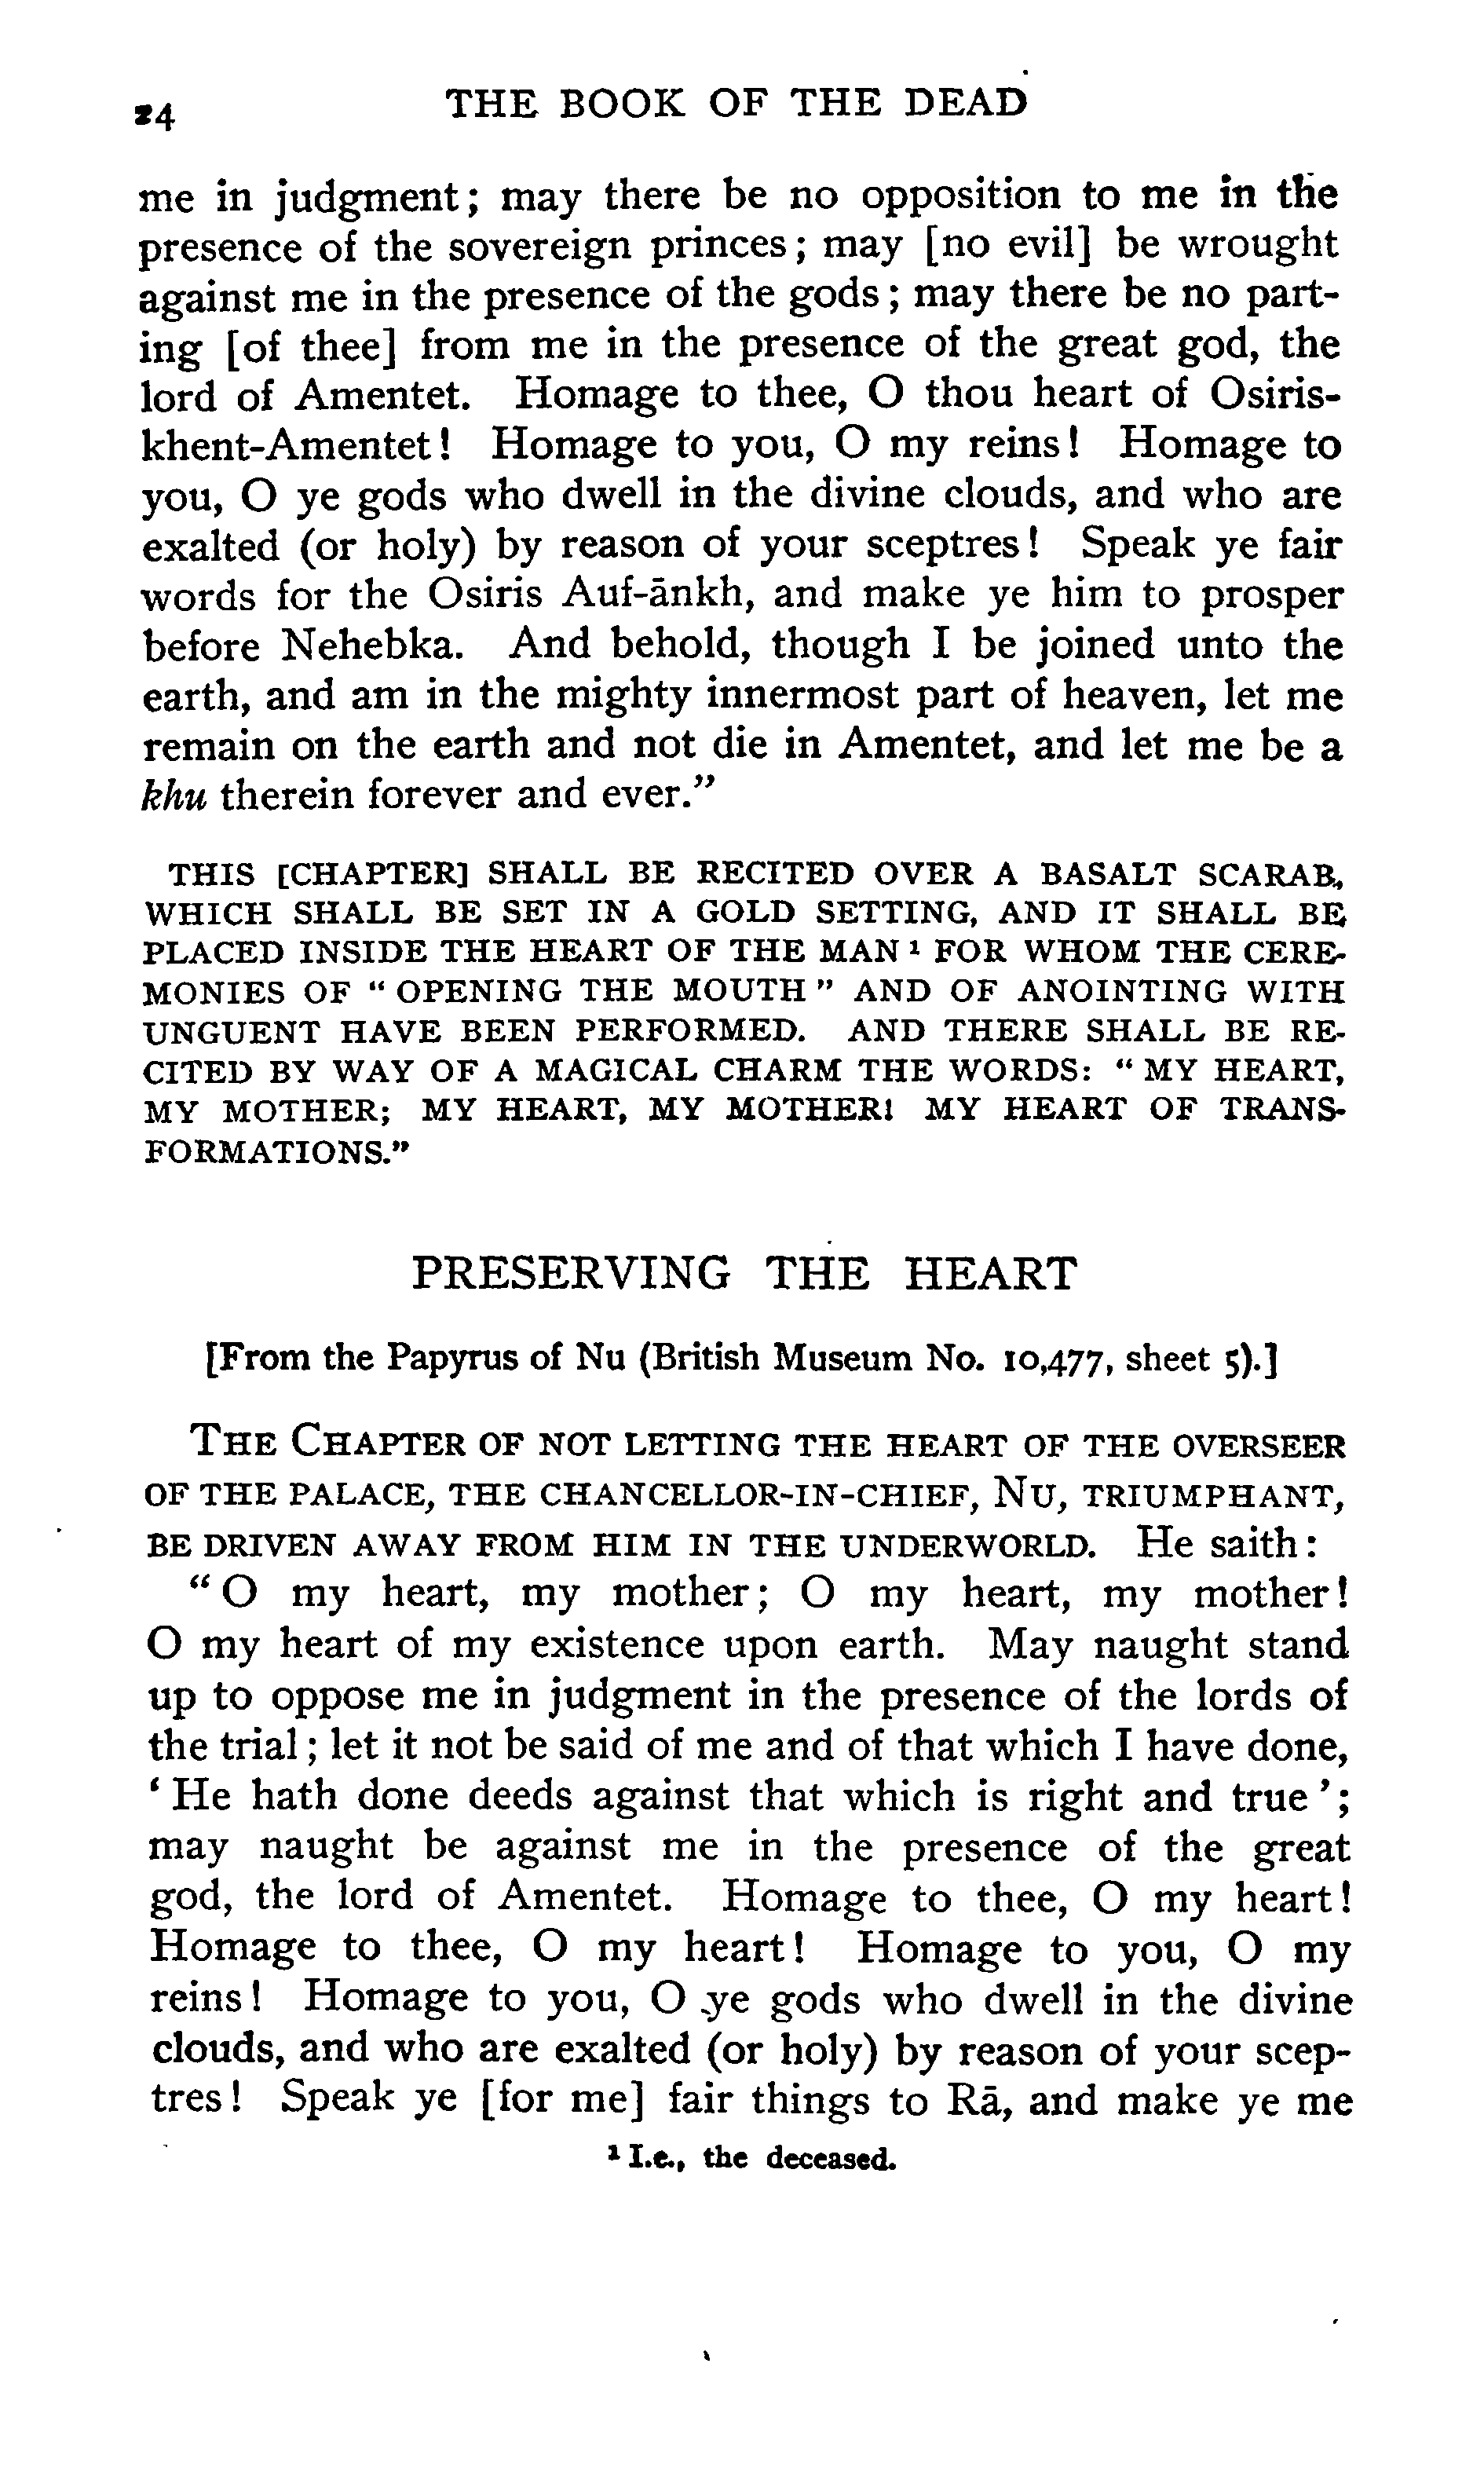 24 THE BOOK OF THE DEAD
me in judgment; may there be no opposition to me in the
presence of the sovereign princes; may [no evil] be wrought
against me in the presence of the gods; may there be no part-
ing [of thee] from me in the presence of the great god, the
lord of Amentet. Homage to thee, O thou heart of Osiris-
khent-Amentet! Homage to you, O my reins! Homage to
you, O ye gods who dwell in the divine clouds, and who are
exalted (or holy) by reason of your sceptres! Speak ye fair
words for the Osiris Auf-ānkh, and make ye him to prosper
before Nehebka. And behold, though I be joined unto the
earth, and am in the mighty innermost part of heaven, let me
remain on the earth and not die in Amentet, and let me be a
khu therein forever and ever.”
THIS [CHAPTER] SHALL BE RECITED OVER A BASALT SCARAB,
WHICH SHALL BE SET IN A GOLD SETTING, AND IT SHALL BE
PLACED INSIDE THE HEART OF THE MAN ¹ FOR WHOM THE CERE-
MONIES OF “ OPENING THE MOUTH ” AND OF ANOINTING WITH
UNGUENT HAVE BEEN PERFORMED. AND THERE SHALL BE RE-
CITED BY WAY OF A MAGICAL CHARM THE WORDS: “ MY HEART,
MY MOTHER; MY HEART, MY MOTHER! MY HEART OF TRANS-
FORMATIONS.”
PRESERVING THE HEART
[From the Papyrus of Nu (British Museum No. 10,477, sheet 5).]
THE CHAPTER OF NOT LETTING THE HEART OF THE OVERSEER
OF THE PALACE, THE CHANCELLOR-IN-CHIEF, NU, TRIUMPHANT,
BE DRIVEN AWAY FROM HIM IN THE UNDERWORLD. He saith:
“ O my heart, my mother; O my heart, my mother!
O my heart of my existence upon earth. May naught stand
up to oppose me in judgment in the presence of the lords of
the trial; let it not be said of me and of that which I have done,
‘ He hath done deeds against that which is right and true ’;
may naught be against me in the presence of the great
god, the lord of Amentet. Homage to thee, O my heart!
Homage to thee, O my heart! Homage to you, O my
reins! Homage to you, O ye gods who dwell in the divine
clouds, and who are exalted (or holy) by reason of your scep-
tres! Speak ye [for me] fair things to Rā, and make ye me
¹ I.e., the deceased.